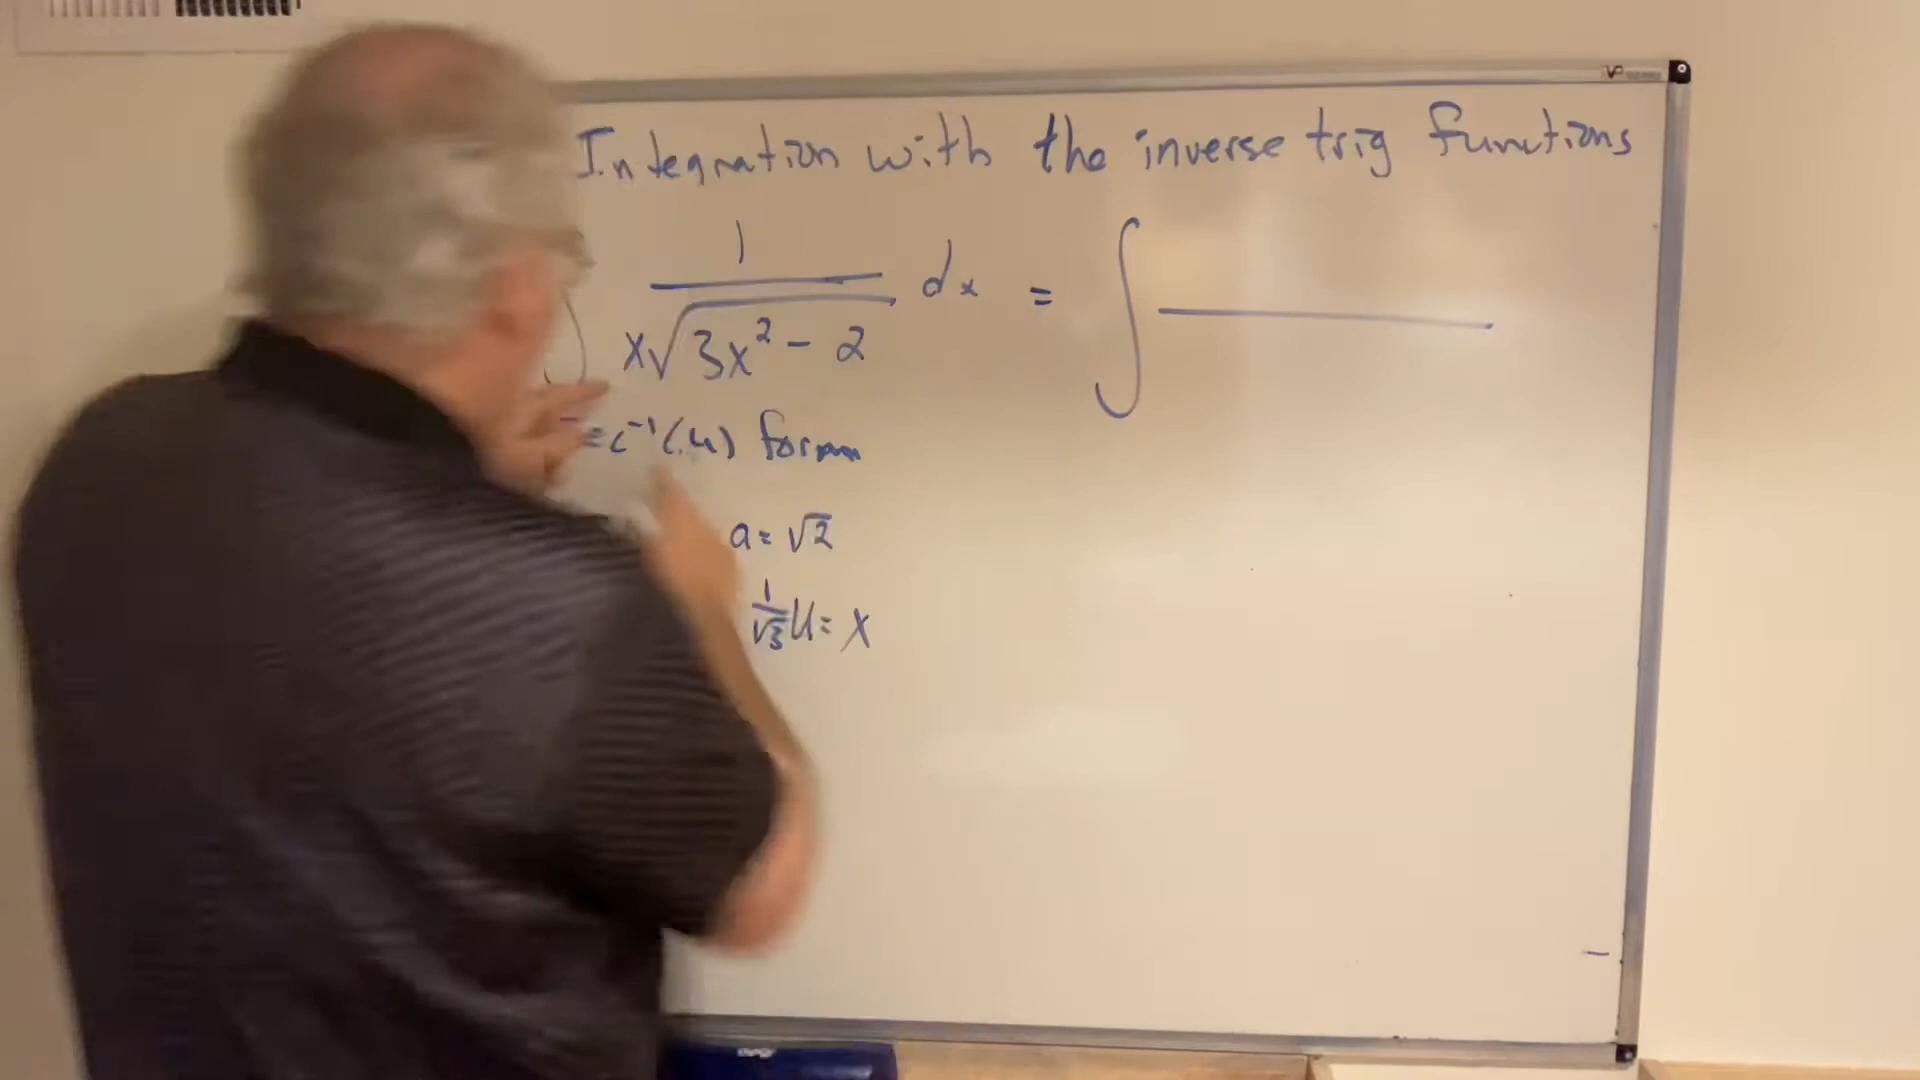 Integration with the inverse trig functions
∫ 1/(x√(3x² - 2)) dx = ∫
ec⁻¹(u) form
a = √2
1/√3 u = x